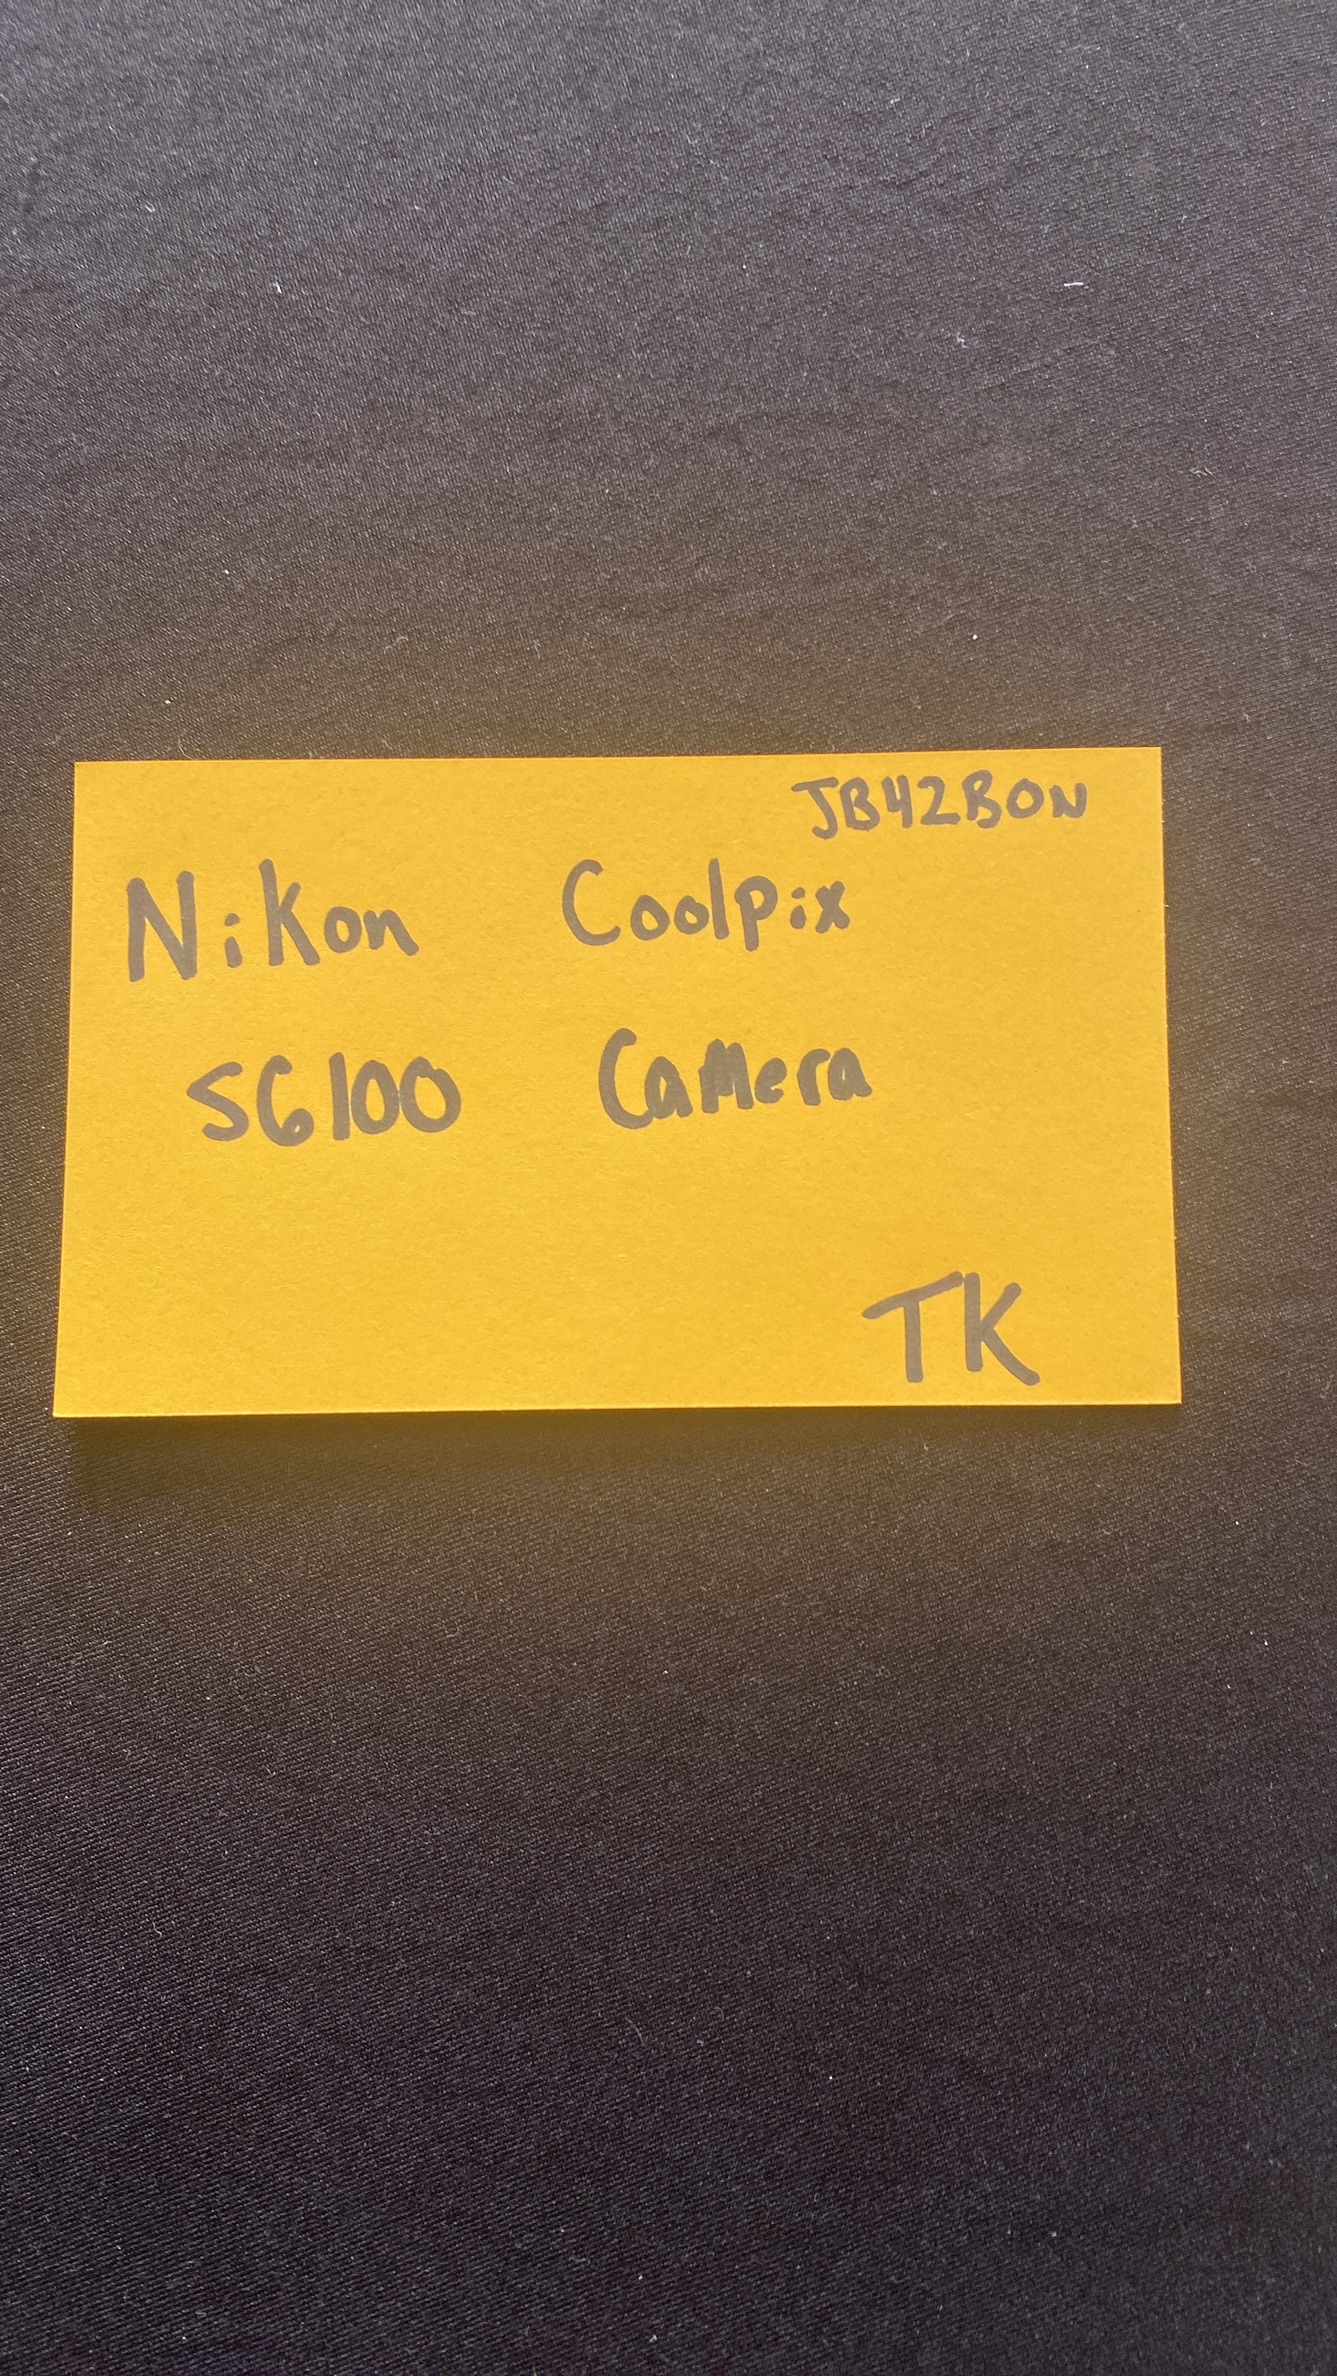 JB42BON
Nikon Coolpix
S6100 Camera
TK